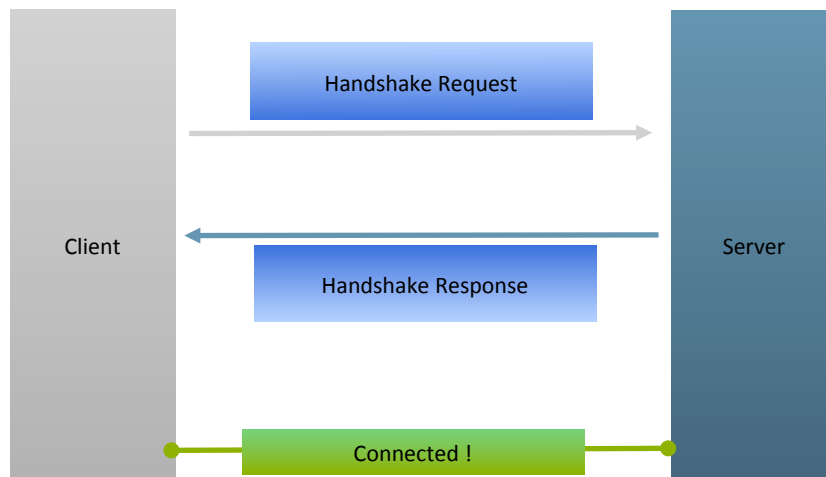 Handshake Request
Client
Server
Handshake Response
Connected !